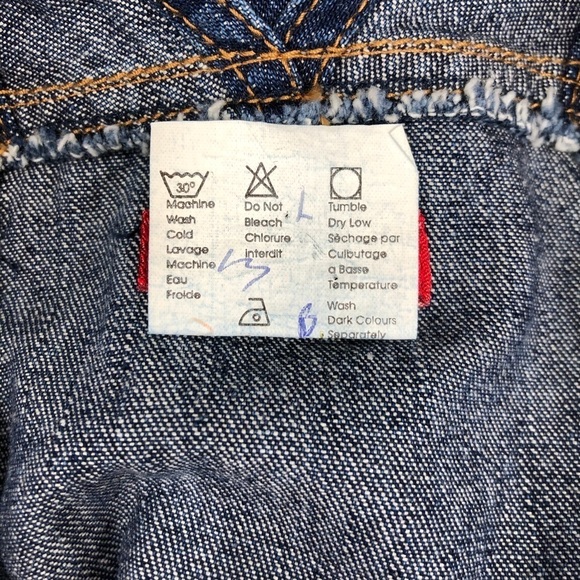 30°
Machine
Wash
Cold
Lavage
Machine
Eau
Froide
Do Not
Bleach
Chlorure
Interdit
Tumble
Dry Low
Séchage par
Culbutage
a Basse
Température
Wash
Dark Colours
Separately